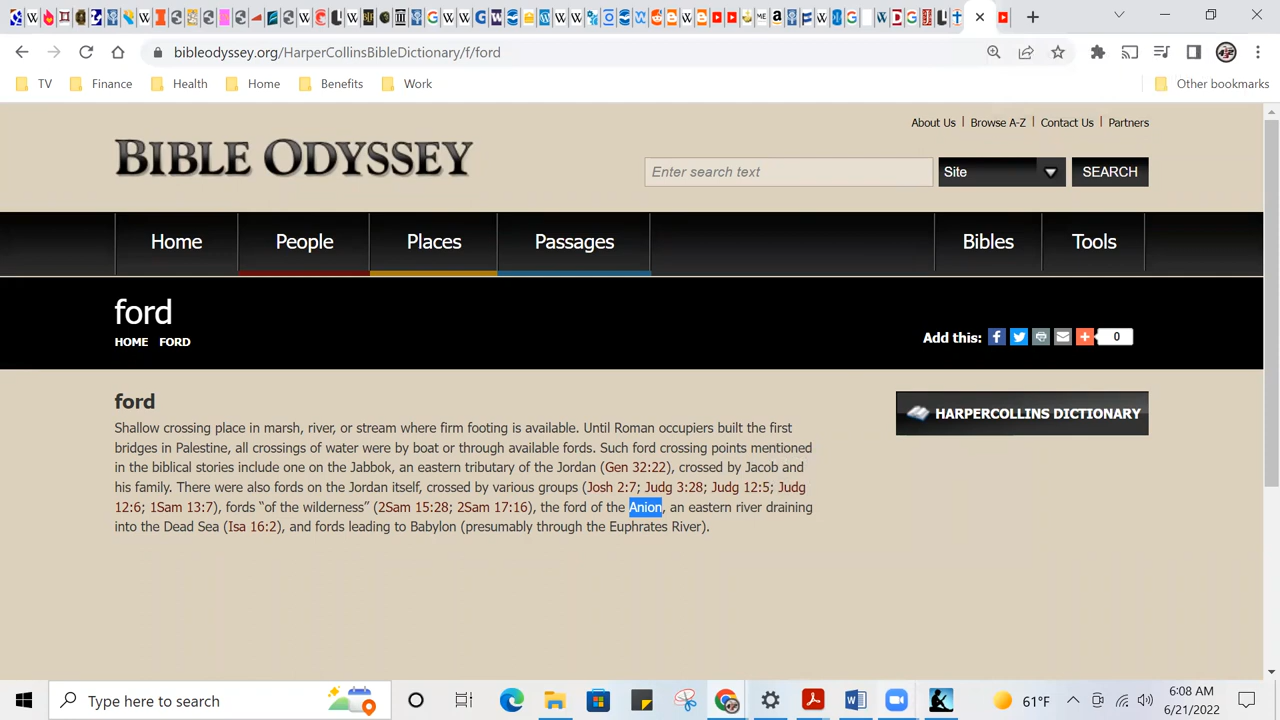 bibleodyssey.org/HarperCollinsBibleDictionary/f/ford
TV Finance Health Home Benefits Work Other bookmarks
About Us | Browse A-Z | Contact Us | Partners
BIBLE ODYSSEY
Enter search text Site SEARCH
Home People Places Passages Bibles Tools
ford
HOME FORD
Add this: 0
ford
HARPERCOLLINS DICTIONARY
Shallow crossing place in marsh, river, or stream where firm footing is available. Until Roman occupiers built the first
bridges in Palestine, all crossings of water were by boat or through available fords. Such ford crossing points mentioned
in the biblical stories include one on the Jabbok, an eastern tributary of the Jordan (Gen 32:22), crossed by Jacob and
his family. There were also fords on the Jordan itself, crossed by various groups (Josh 2:7; Judg 3:28; Judg 12:5; Judg
12:6; 1Sam 13:7), fords “of the wilderness” (2Sam 15:28; 2Sam 17:16), the ford of the Anion, an eastern river draining
into the Dead Sea (Isa 16:2), and fords leading to Babylon (presumably through the Euphrates River).
Type here to search
61°F
6:08 AM
6/21/2022